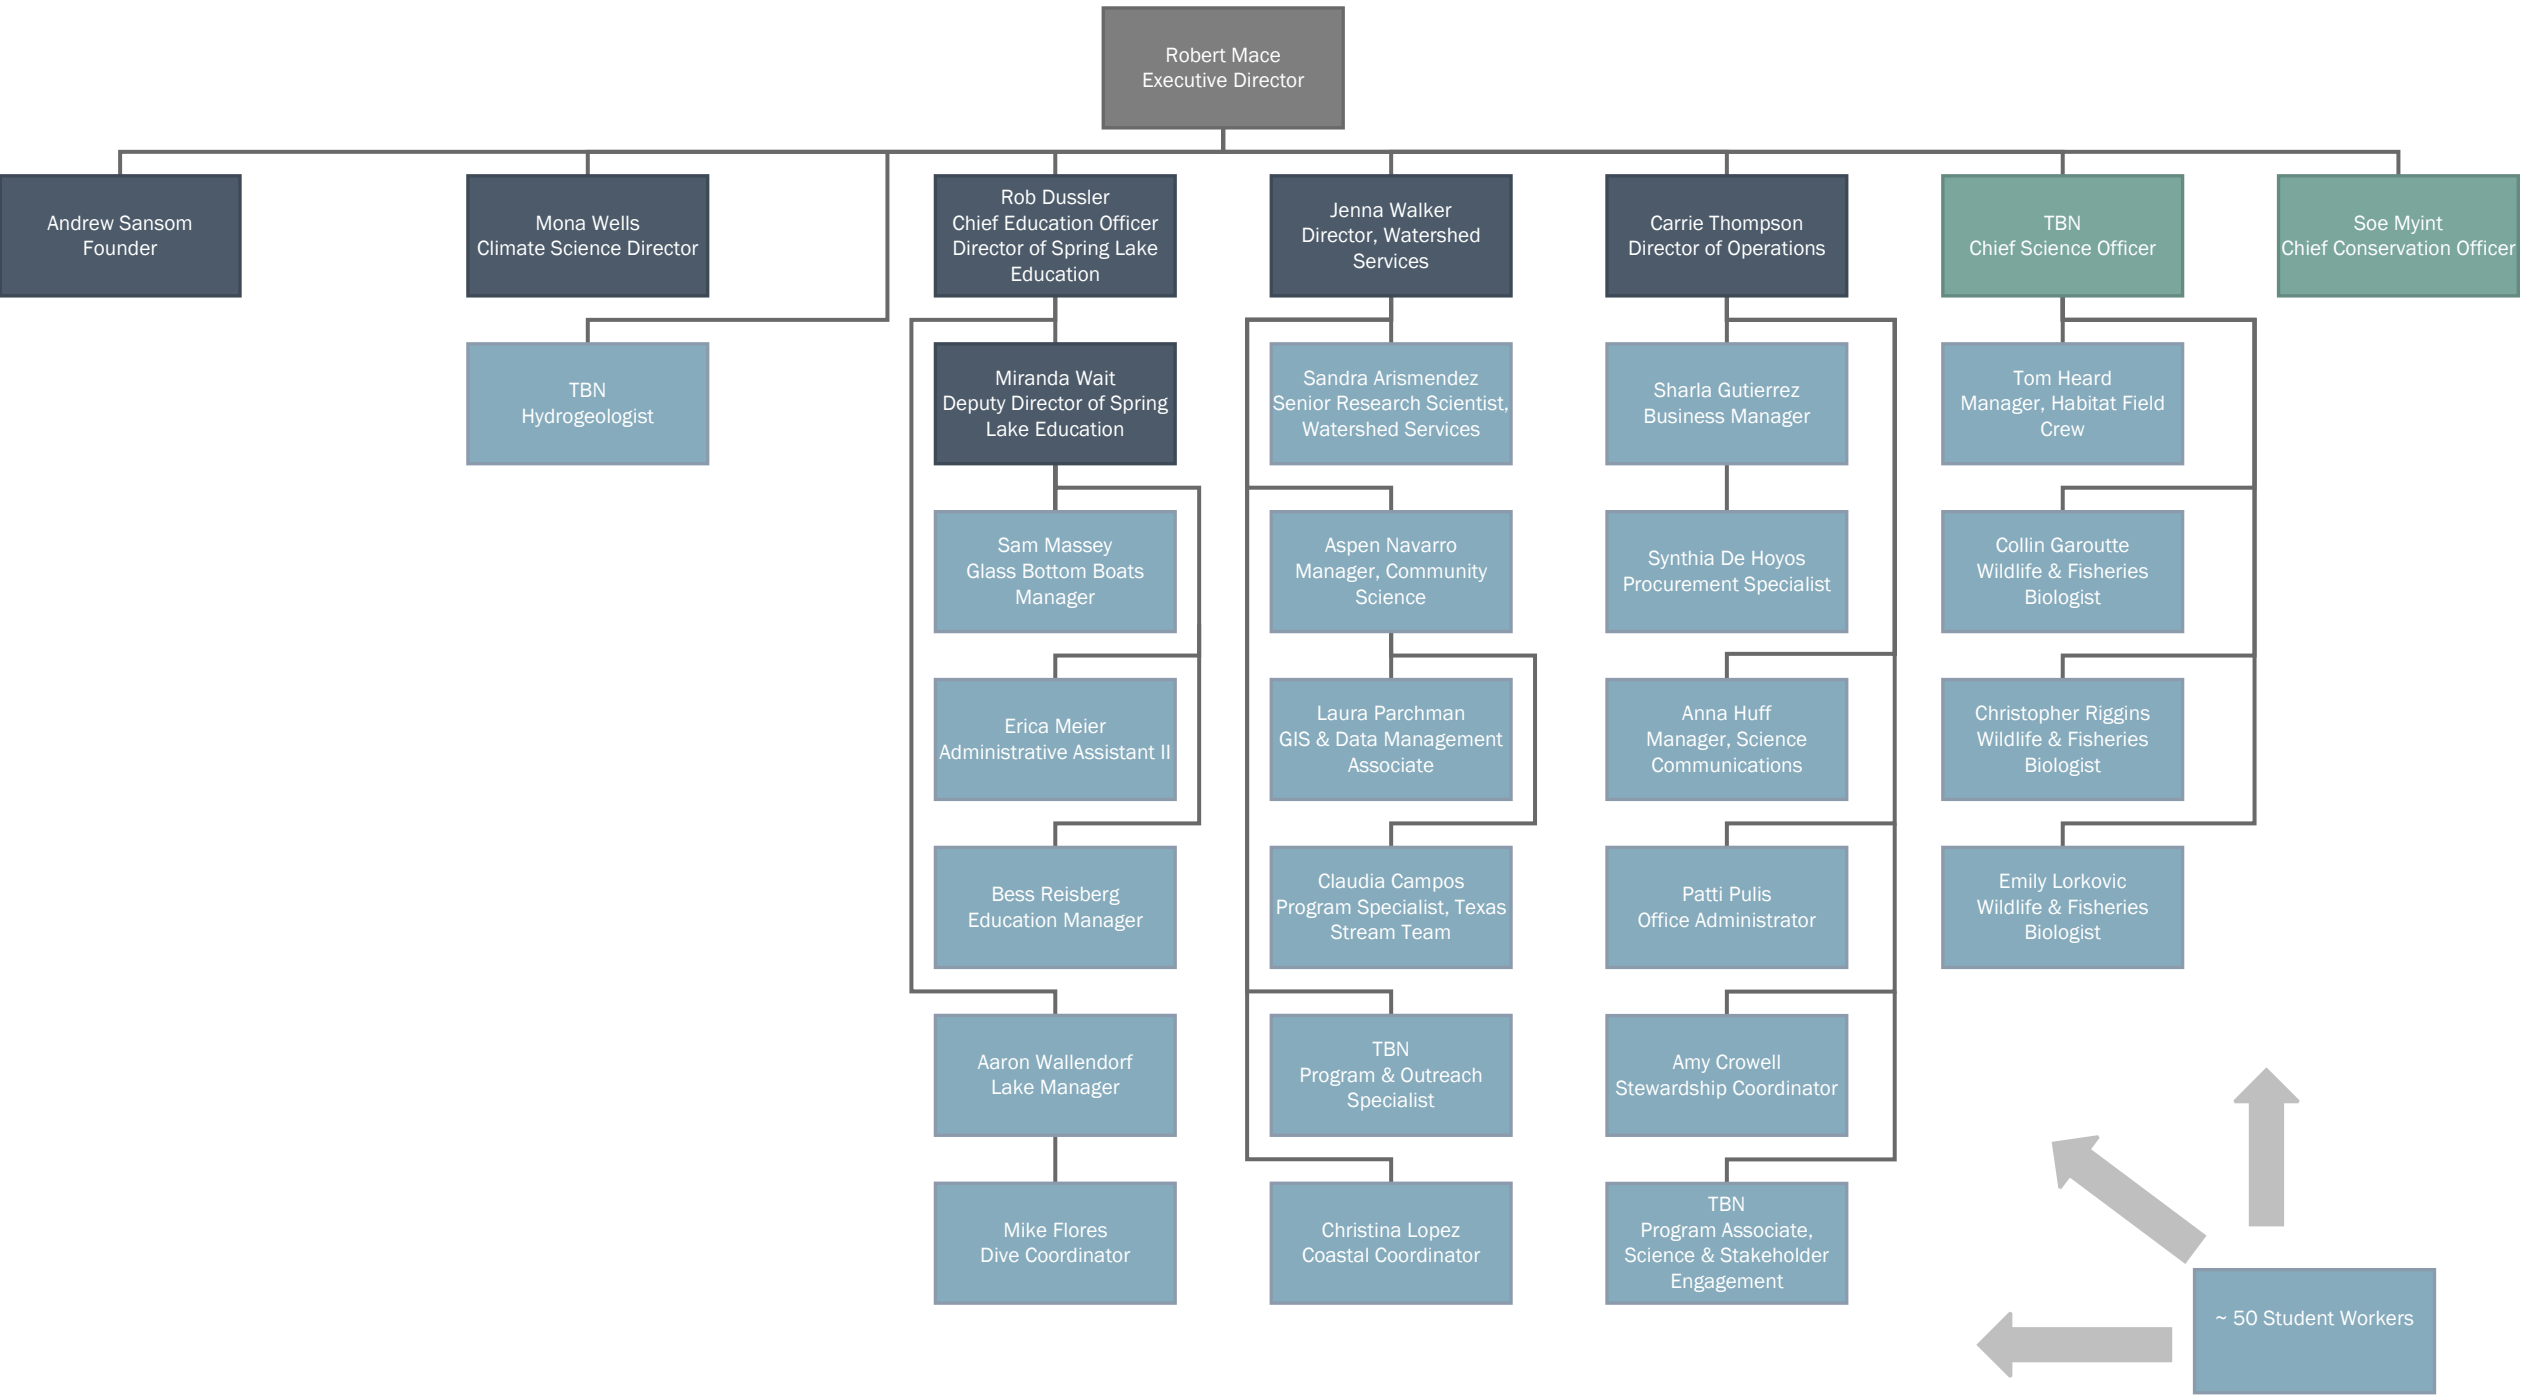 Robert Mace
Executive Director
Andrew Sansom
Founder
Mona Wells
Climate Science Director
Rob Dussler
Chief Education Officer
Director of Spring Lake
Education
Jenna Walker
Director, Watershed
Services
Carrie Thompson
Director of Operations
TBN
Chief Science Officer
Soe Myint
Chief Conservation Officer
TBN
Hydrogeologist
Miranda Wait
Deputy Director of Spring
Lake Education
Sandra Arismendez
Senior Research Scientist,
Watershed Services
Sharla Gutierrez
Business Manager
Tom Heard
Manager, Habitat Field
Crew
Sam Massey
Glass Bottom Boats
Manager
Aspen Navarro
Manager, Community
Science
Synthia De Hoyos
Procurement Specialist
Collin Garoutte
Wildlife & Fisheries
Biologist
Erica Meier
Administrative Assistant II
Laura Parchman
GIS & Data Management
Associate
Anna Huff
Manager, Science
Communications
Christopher Riggins
Wildlife & Fisheries
Biologist
Bess Reisberg
Education Manager
Claudia Campos
Program Specialist, Texas
Stream Team
Patti Pulis
Office Administrator
Emily Lorkovic
Wildlife & Fisheries
Biologist
Aaron Wallendorf
Lake Manager
TBN
Program & Outreach
Specialist
Amy Crowell
Stewardship Coordinator
Mike Flores
Dive Coordinator
Christina Lopez
Coastal Coordinator
TBN
Program Associate,
Science & Stakeholder
Engagement
~ 50 Student Workers